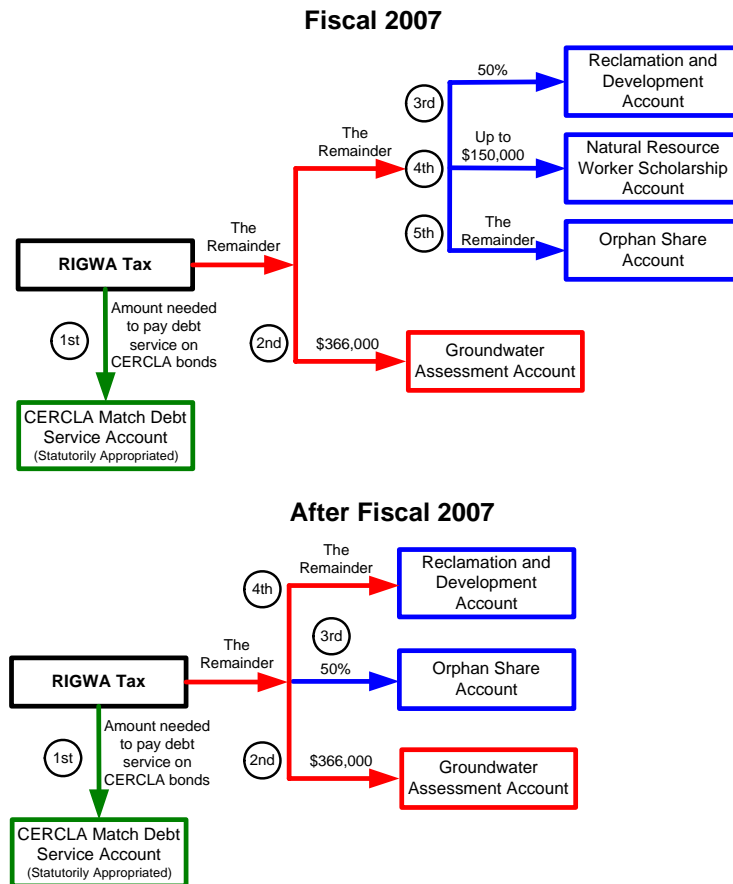 Fiscal 2007
50%
Reclamation and
Development
Account
3rd
The
Remainder
Up to
$150,000
4th
Natural Resource
Worker Scholarship
Account
5th
The
Remainder
Orphan Share
Account
The
Remainder
RIGWA Tax
1st
Amount needed
to pay debt
service on
CERCLA bonds
2nd
$366,000
Groundwater
Assessment Account
CERCLA Match Debt
Service Account
(Statutorily Appropriated)
After Fiscal 2007
The
Remainder
4th
Reclamation and
Development
Account
3rd
50%
Orphan Share
Account
The
Remainder
RIGWA Tax
1st
Amount needed
to pay debt
service on
CERCLA bonds
2nd
$366,000
Groundwater
Assessment Account
CERCLA Match Debt
Service Account
(Statutorily Appropriated)